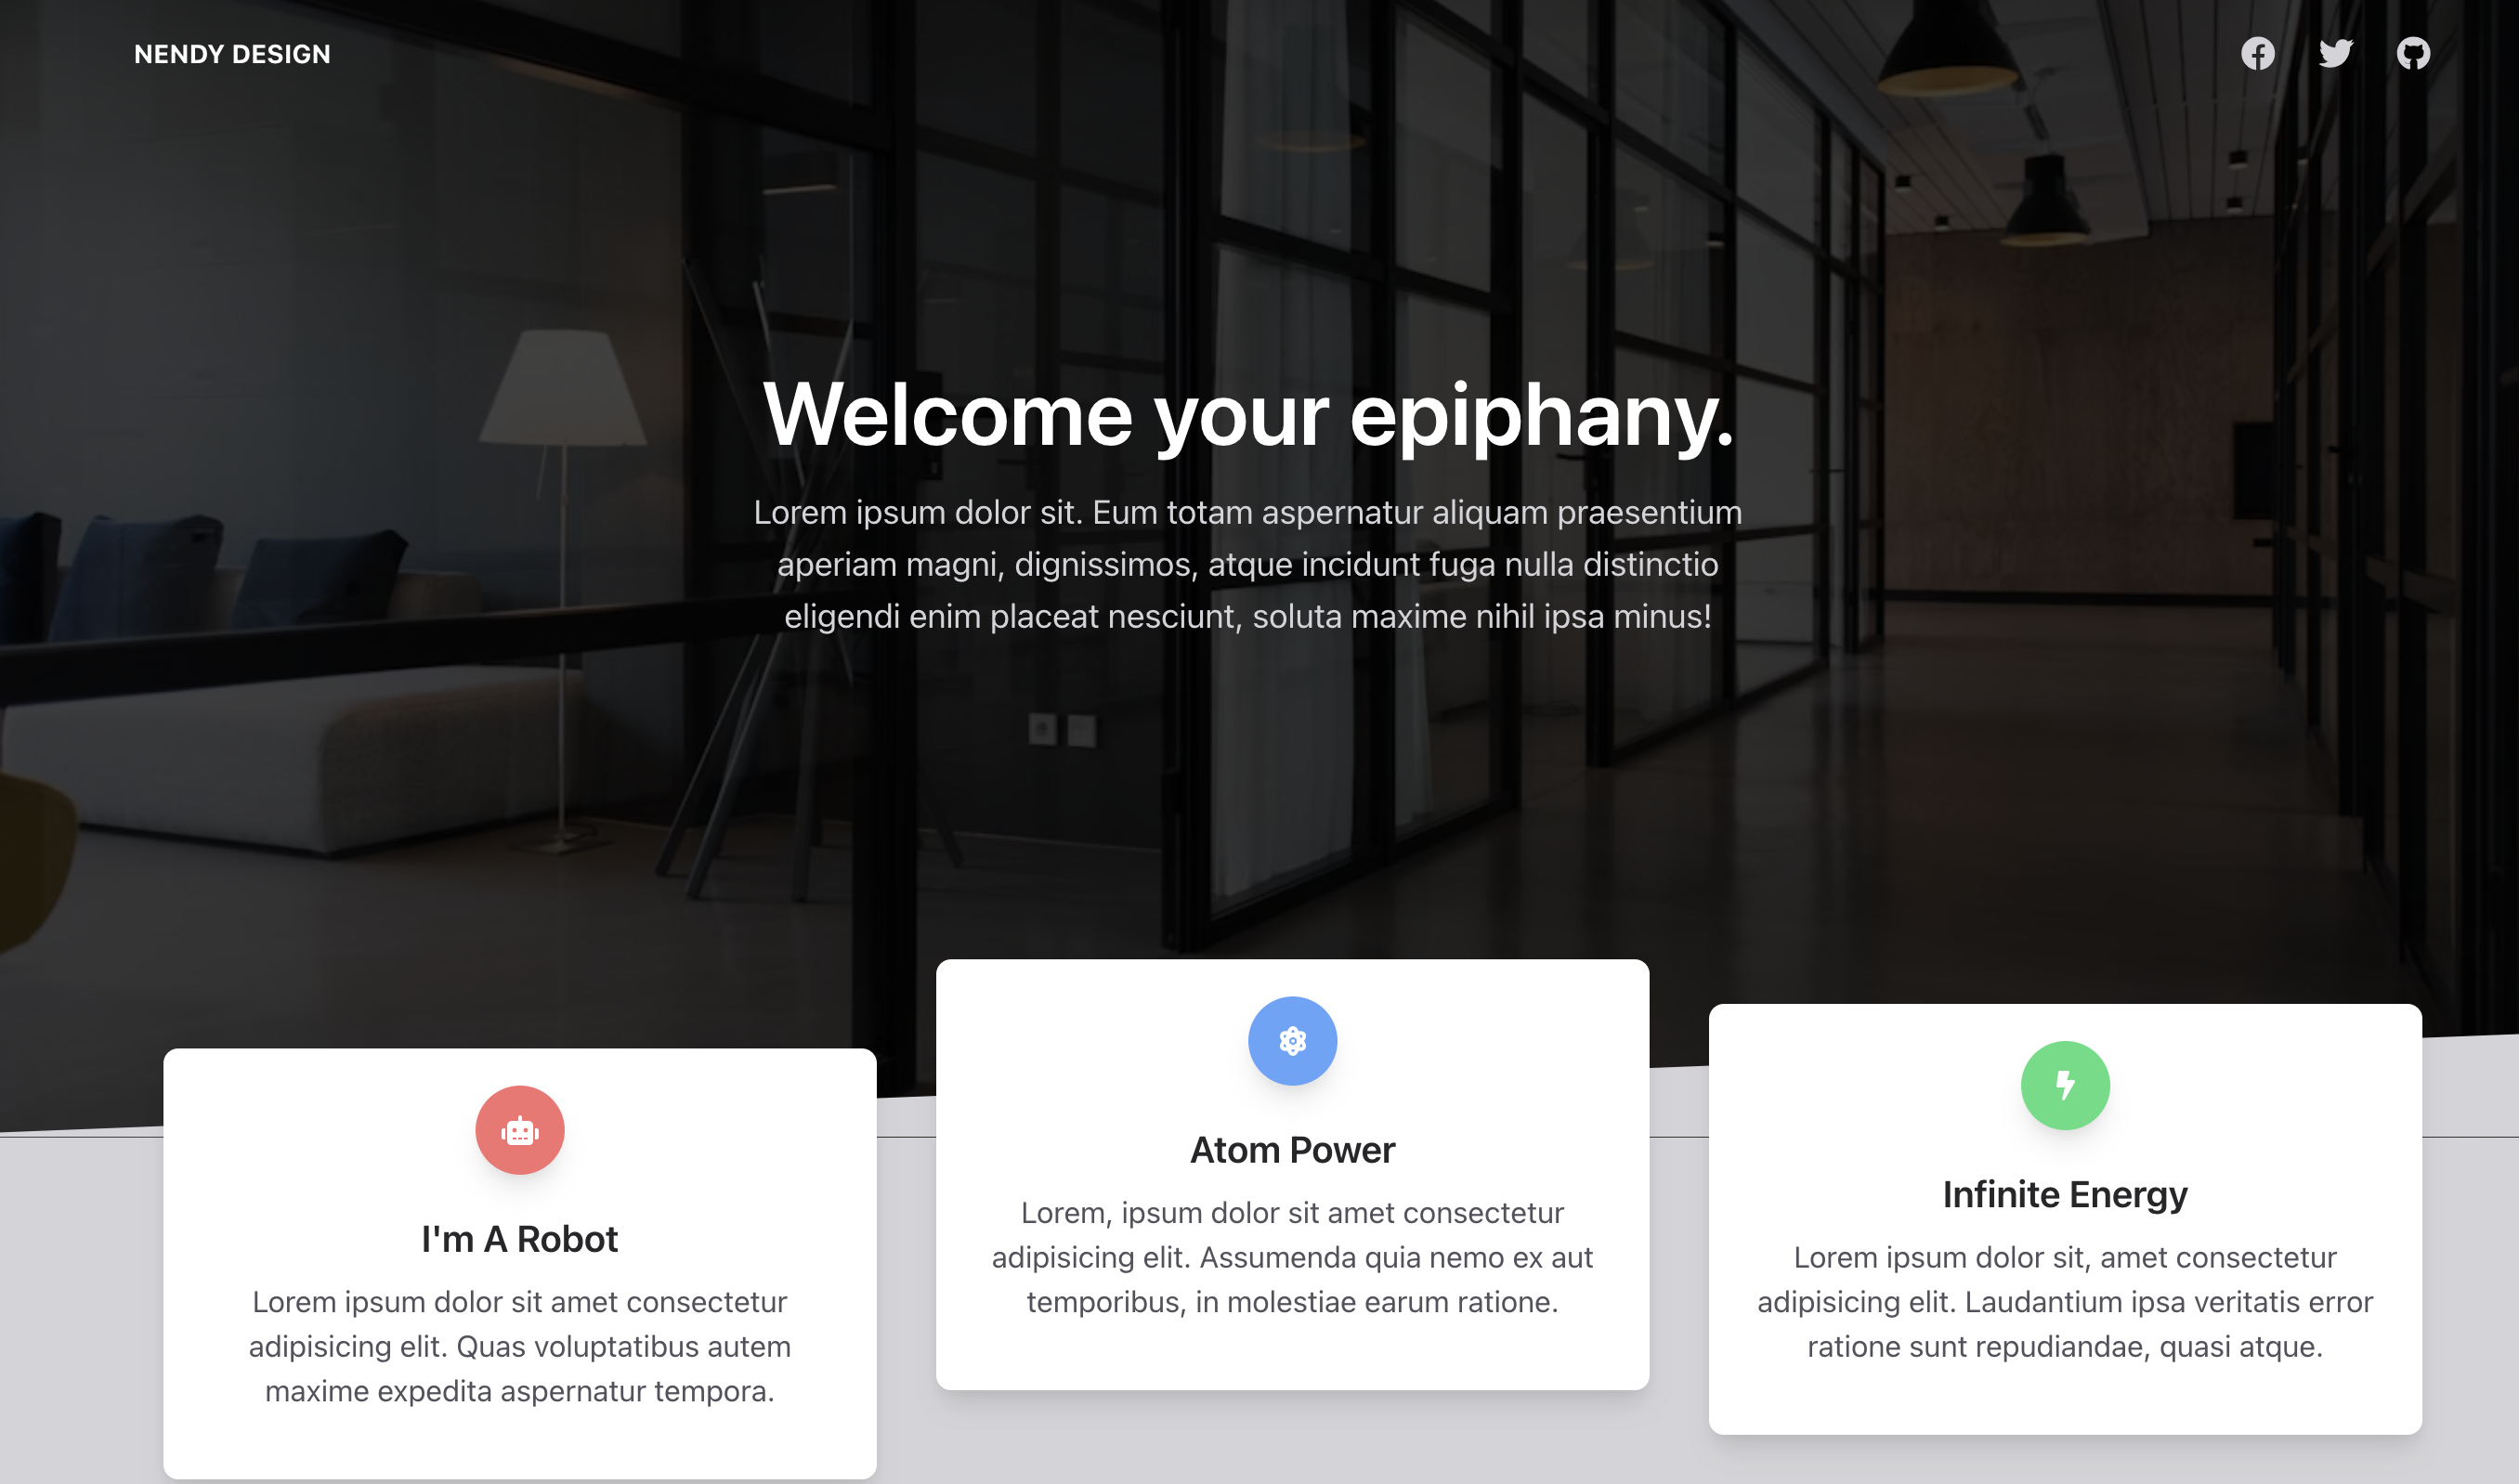 NENDY DESIGN
Welcome your epiphany.
Lorem ipsum dolor sit. Eum totam aspernatur aliquam praesentium
aperiam magni, dignissimos, atque incidunt fuga nulla distinctio
eligendi enim placeat nesciunt, soluta maxime nihil ipsa minus!
I'm A Robot
Lorem ipsum dolor sit amet consectetur
adipisicing elit. Quas voluptatibus autem
maxime expedita aspernatur tempora.
Atom Power
Lorem, ipsum dolor sit amet consectetur
adipisicing elit. Assumenda quia nemo ex aut
temporibus, in molestiae earum ratione.
Infinite Energy
Lorem ipsum dolor sit, amet consectetur
adipisicing elit. Laudantium ipsa veritatis error
ratione sunt repudiandae, quasi atque.